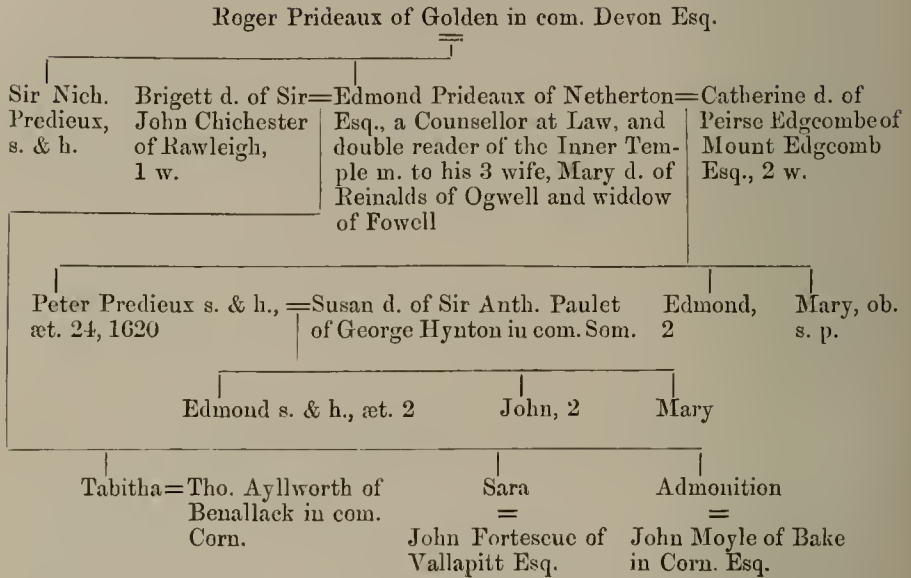 Roger Prideaux of Golden in com. Devon Esq.
=
Sir Nich. Predieux, s. & h.
Brigett d. of Sir John Chichester of Rawleigh, 1 w.
=
Edmond Prideaux of Netherton Esq., a Counsellor at Law, and double reader of the Inner Temple m. to his 3 wife, Mary d. of Reinalds of Ogwell and widdow of Fowell
=
Catherine d. of Peirse Edgcombe of Mount Edgcomb Esq., 2 w.
Peter Predieux s. & h., æt. 24, 1620
=
Susan d. of Sir Anth. Paulet of George Hynton in com. Som.
Edmond, 2
Mary, ob. s. p.
Edmond s. & h., æt. 2
John, 2
Mary
Tabitha=Tho. Ayllworth of Benallack in com. Corn.
Sara
=
John Fortescue of Vallapitt Esq.
Admonition
=
John Moyle of Bake in Corn. Esq.